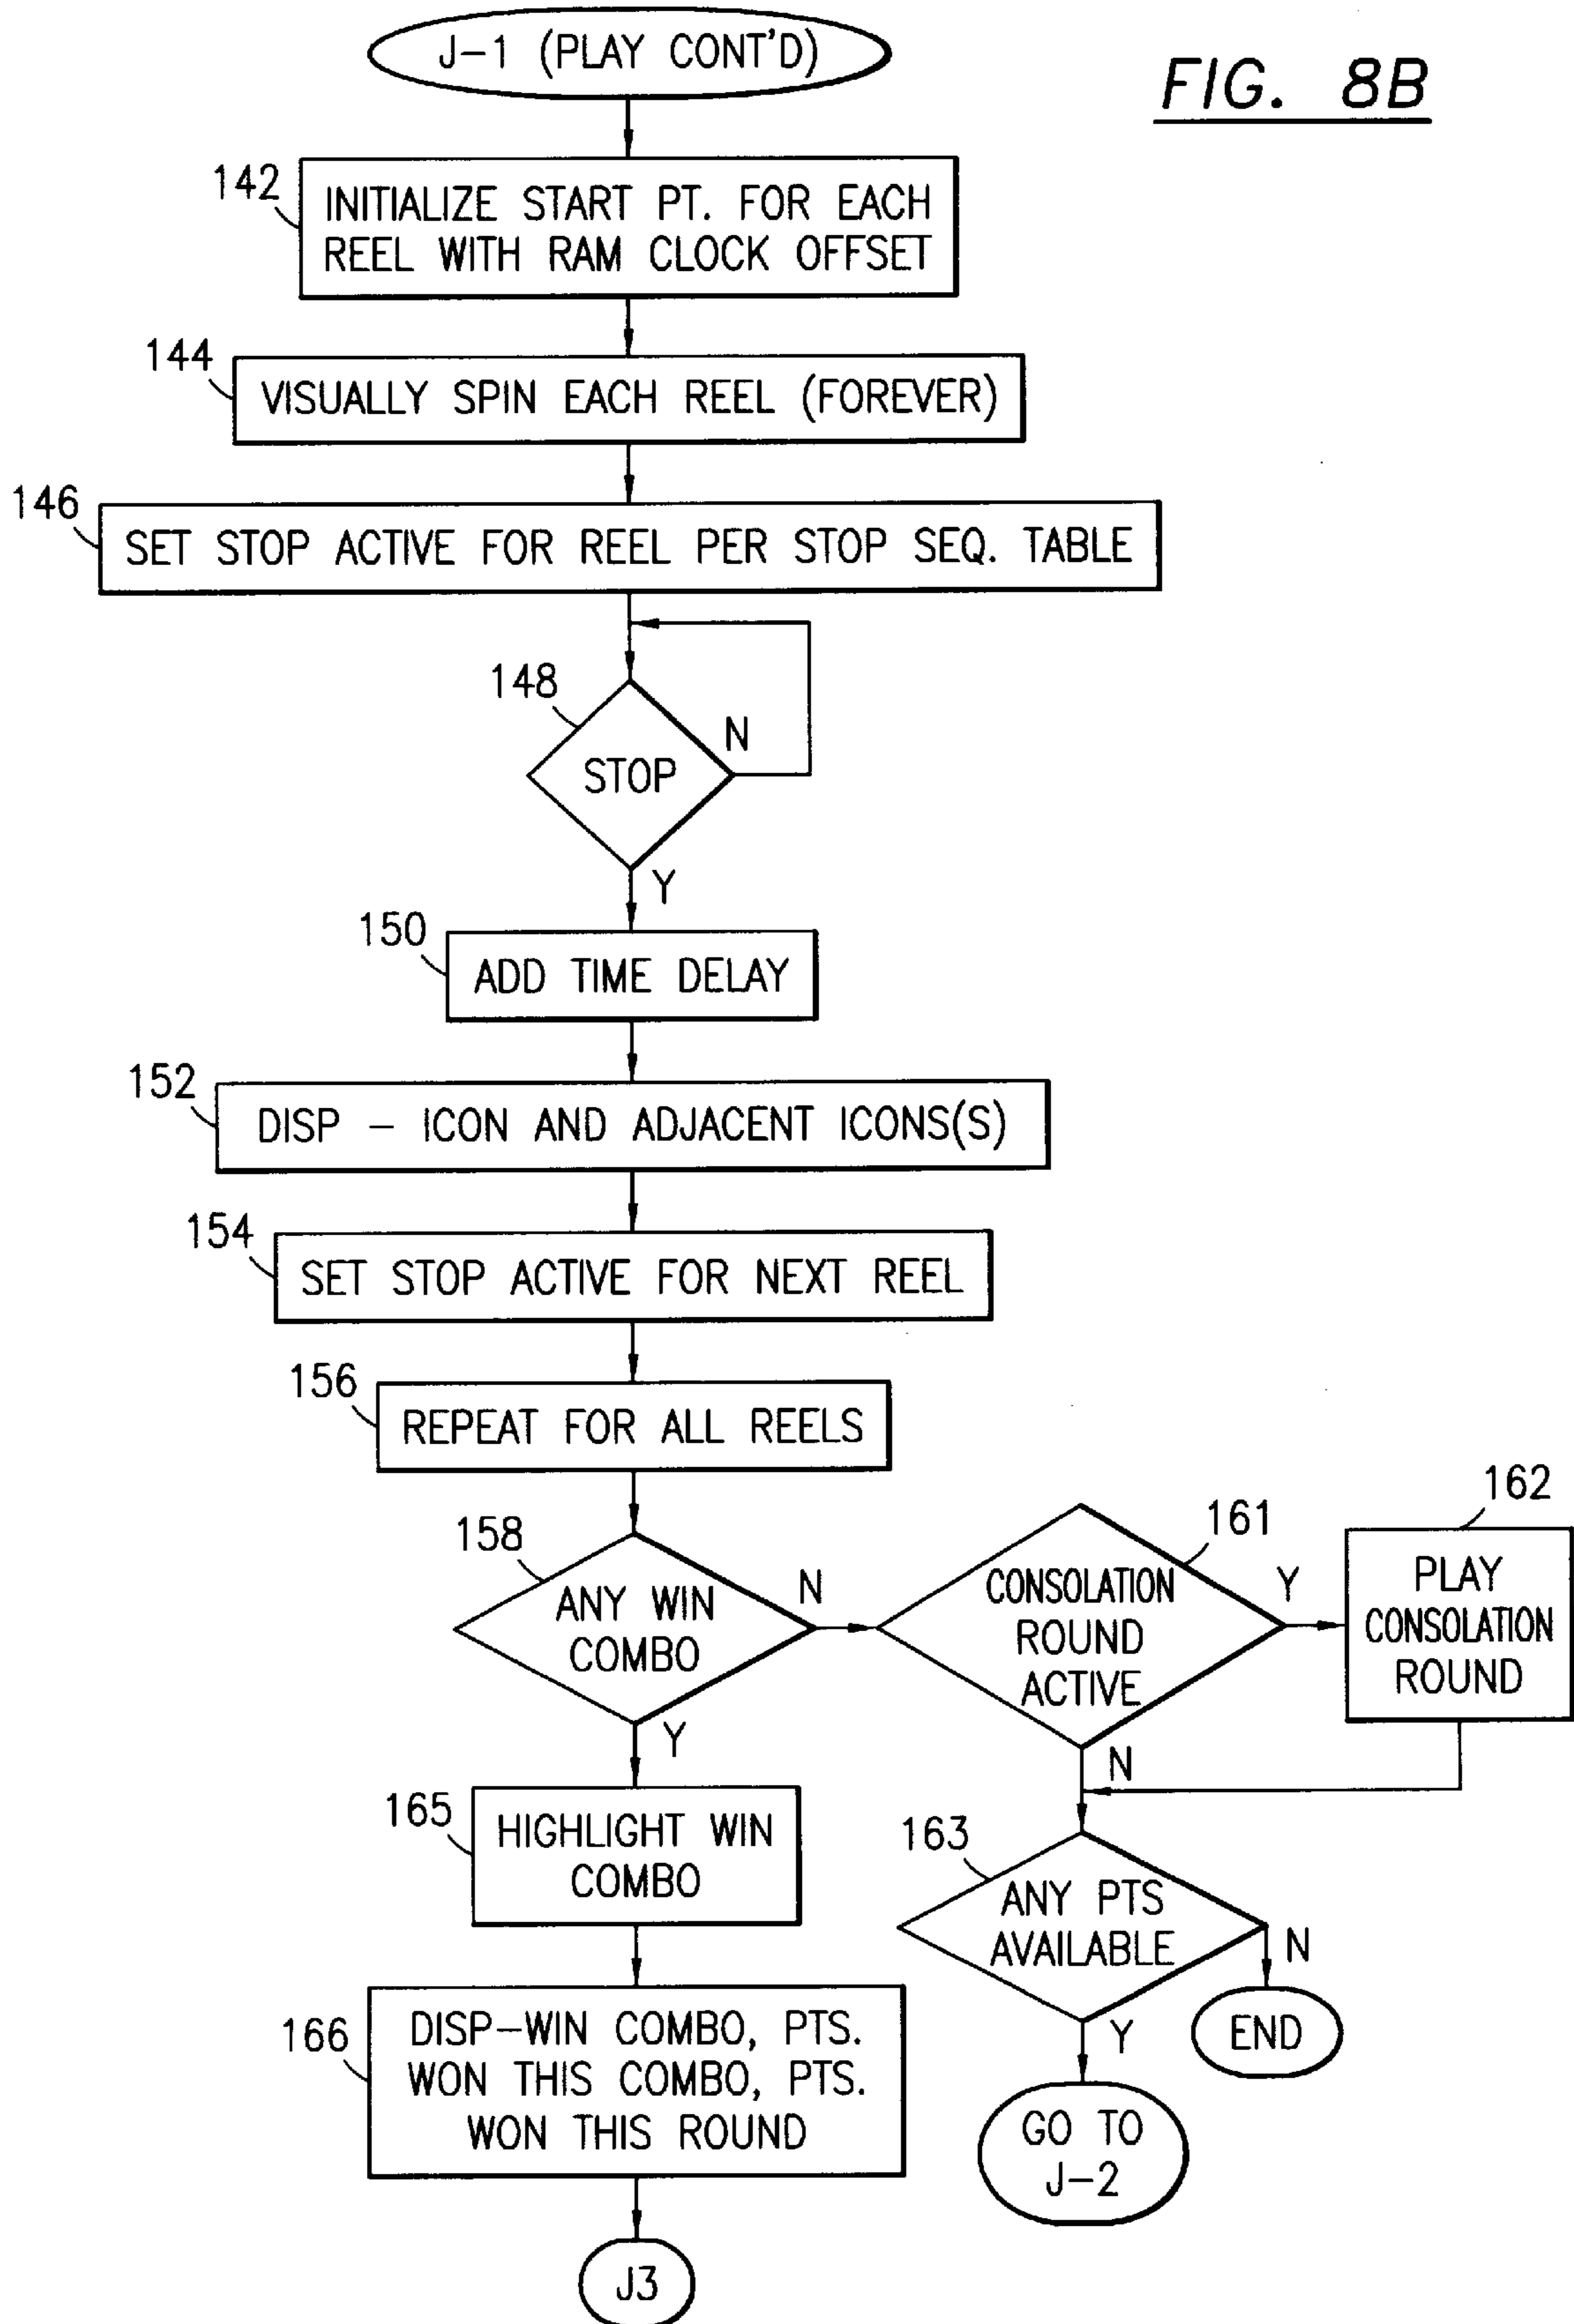 J-1 (PLAY CONT'D)
FIG. 8B
142
INITIALIZE START PT. FOR EACH
REEL WITH RAM CLOCK OFFSET
144
VISUALLY SPIN EACH REEL (FOREVER)
146
SET STOP ACTIVE FOR REEL PER STOP SEQ. TABLE
148
STOP
N
Y
150
ADD TIME DELAY
152
DISP - ICON AND ADJACENT ICONS(S)
154
SET STOP ACTIVE FOR NEXT REEL
156
REPEAT FOR ALL REELS
158
ANY WIN
COMBO
N
Y
161
CONSOLATION
ROUND
ACTIVE
Y
N
162
PLAY
CONSOLATION
ROUND
165
HIGHLIGHT WIN
COMBO
163
ANY PTS
AVAILABLE
N
END
Y
GO TO
J-2
166
DISP-WIN COMBO, PTS.
WON THIS COMBO, PTS.
WON THIS ROUND
J3